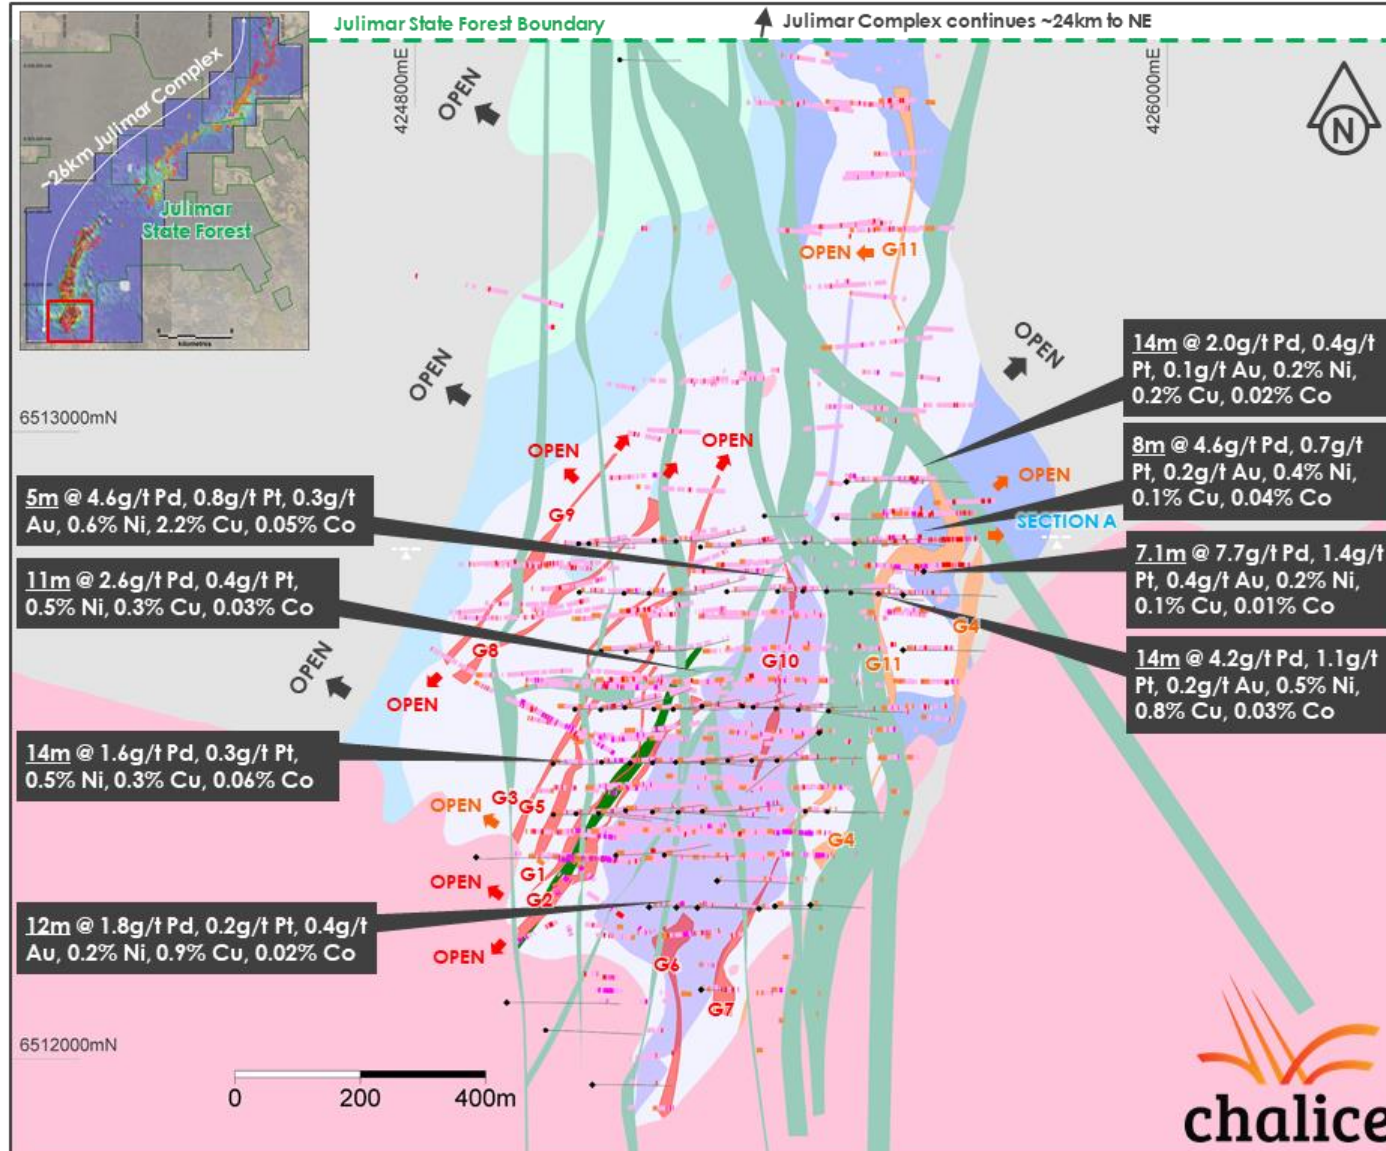 Julimar State Forest Boundary
Julimar Complex continues ~24km to NE
~26km Julimar Complex
Julimar
State Forest
kilometres
424800mE
426000mE
N
OPEN
OPEN
G11
OPEN
OPEN
6513000mN
14m @ 2.0g/t Pd, 0.4g/t
Pt, 0.1g/t Au, 0.2% Ni,
0.2% Cu, 0.02% Co
8m @ 4.6g/t Pd, 0.7g/t
Pt, 0.2g/t Au, 0.4% Ni,
0.1% Cu, 0.04% Co
OPEN
OPEN
OPEN
SECTION A
G9
5m @ 4.6g/t Pd, 0.8g/t Pt, 0.3g/t
Au, 0.6% Ni, 2.2% Cu, 0.05% Co
7.1m @ 7.7g/t Pd, 1.4g/t
Pt, 0.4g/t Au, 0.2% Ni,
0.1% Cu, 0.01% Co
11m @ 2.6g/t Pd, 0.4g/t Pt,
0.5% Ni, 0.3% Cu, 0.03% Co
G4
G8
G10
G11
OPEN
OPEN
14m @ 4.2g/t Pd, 1.1g/t
Pt, 0.2g/t Au, 0.5% Ni,
0.8% Cu, 0.03% Co
14m @ 1.6g/t Pd, 0.3g/t Pt,
0.5% Ni, 0.3% Cu, 0.06% Co
G3
G5
OPEN
G4
G1
OPEN
G2
12m @ 1.8g/t Pd, 0.2g/t Pt, 0.4g/t
Au, 0.2% Ni, 0.9% Cu, 0.02% Co
OPEN
G6
G7
6512000mN
0
200
400m
chalice